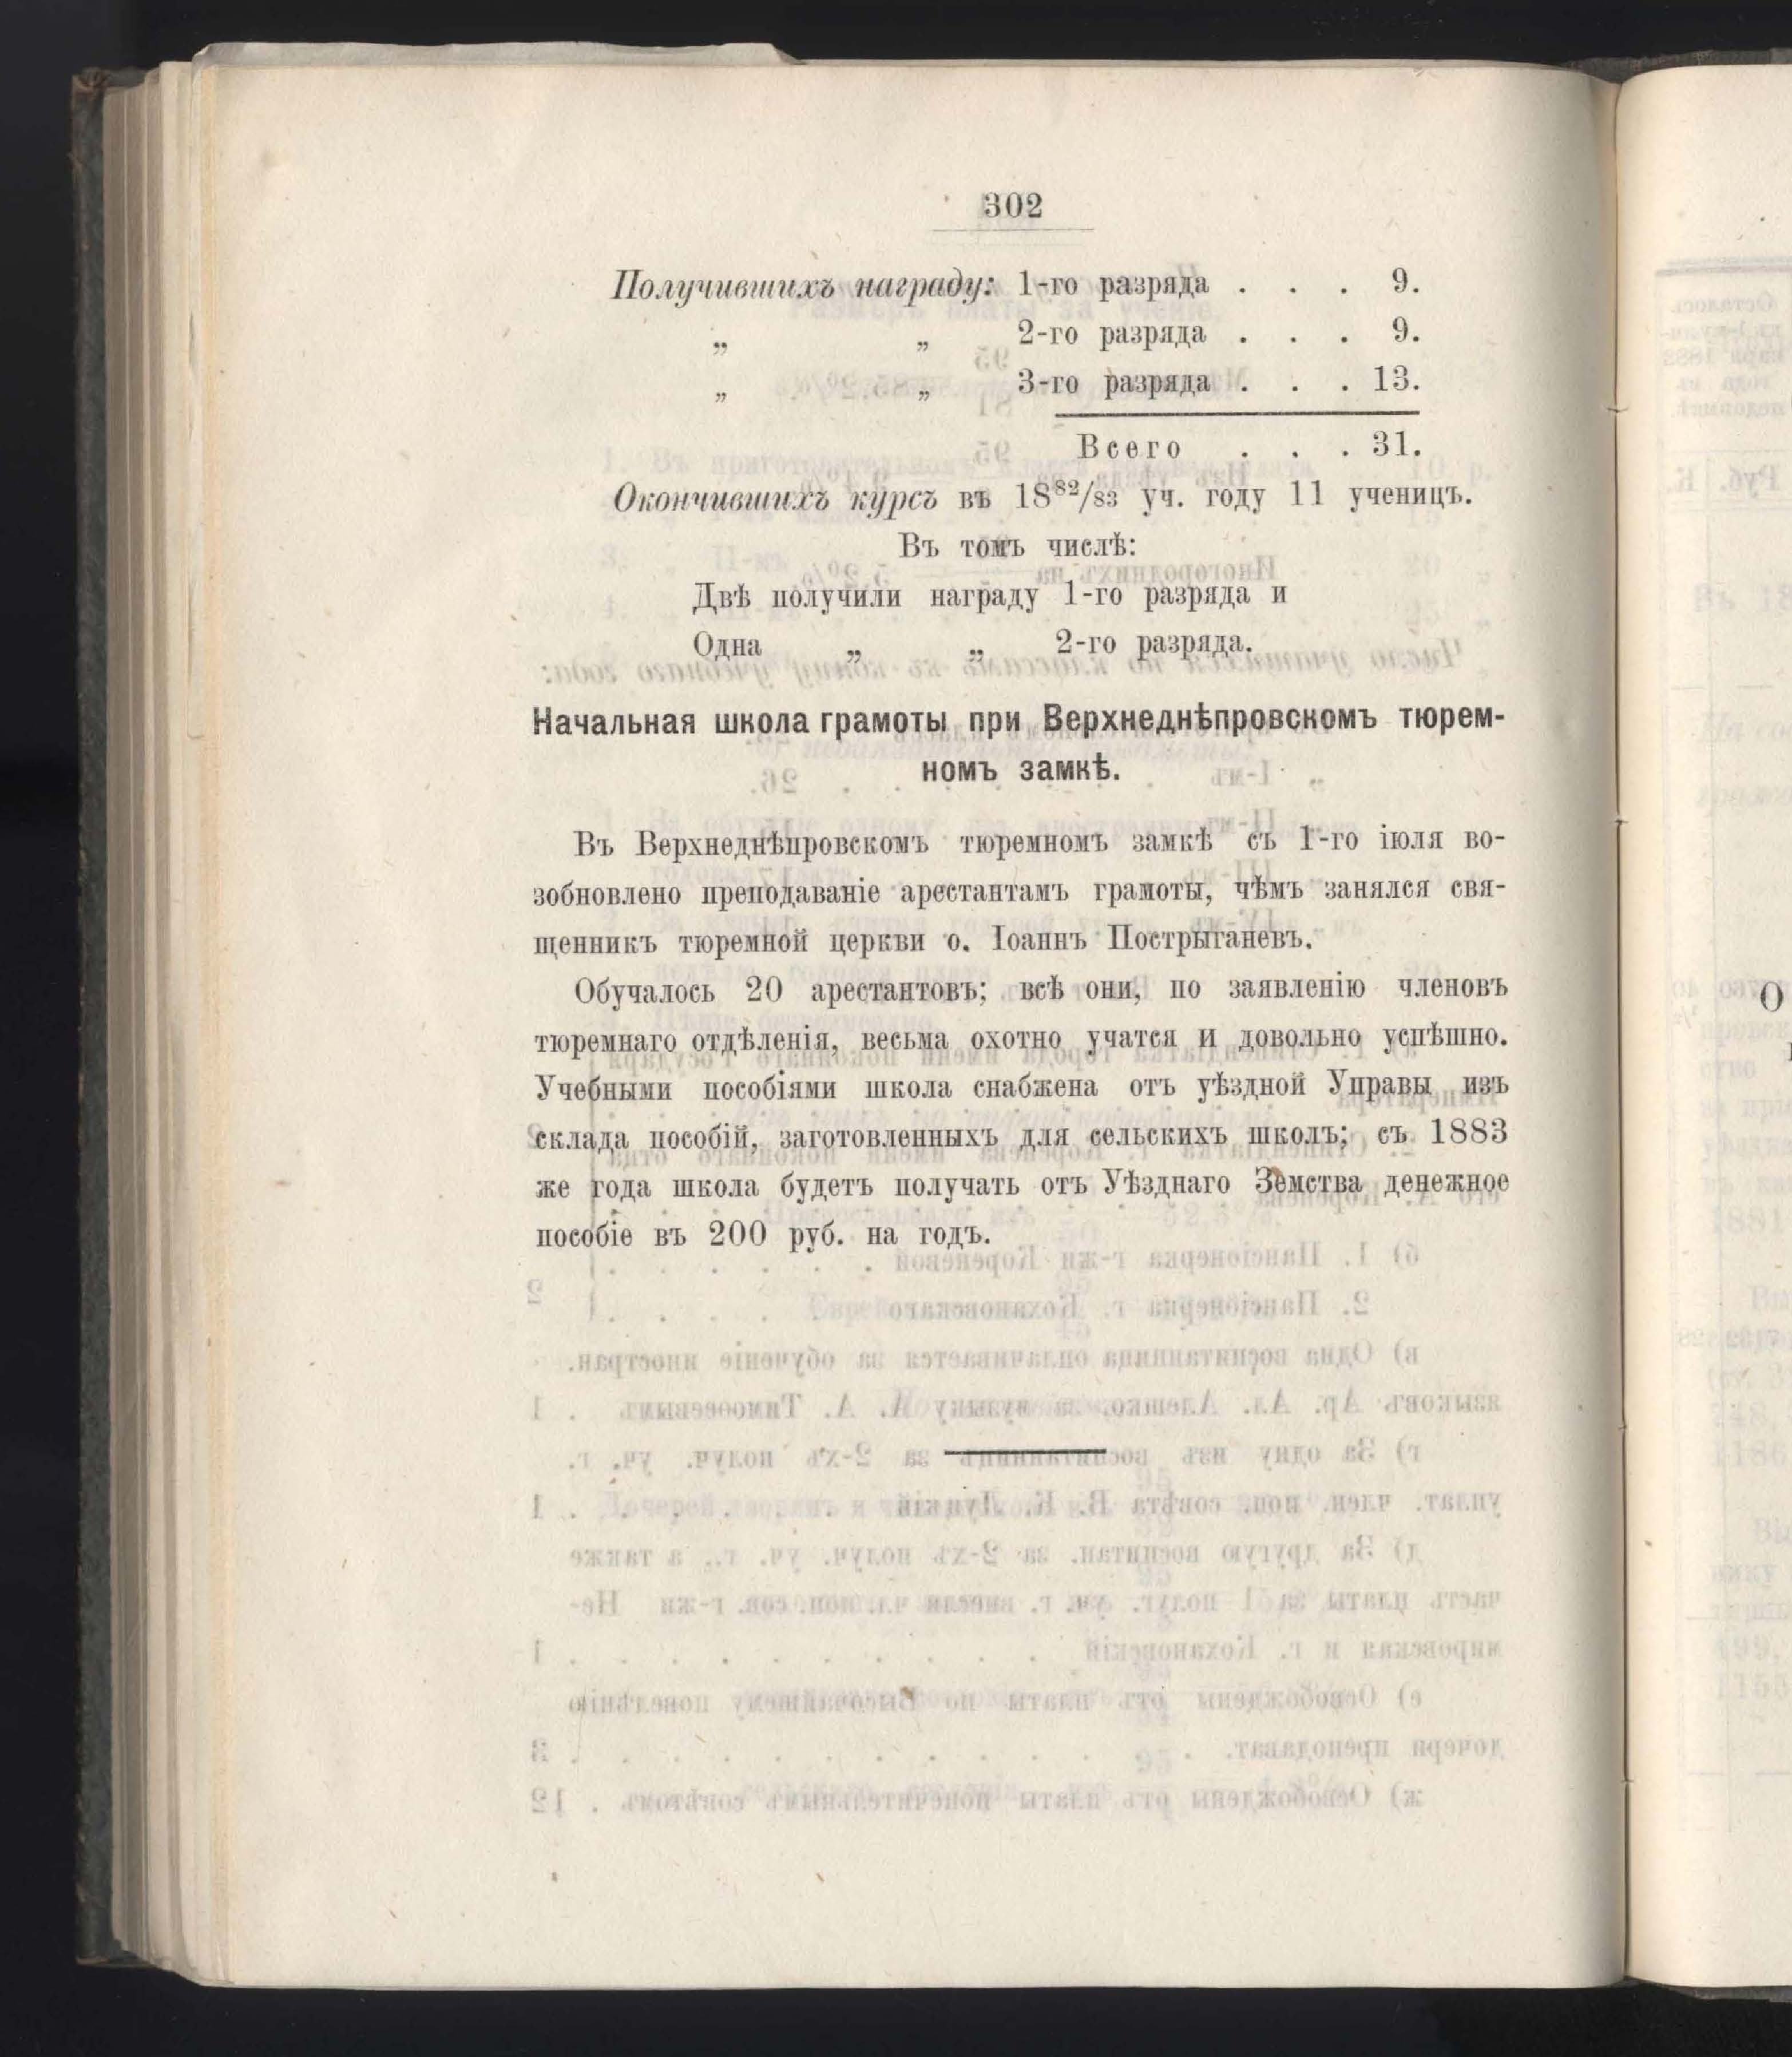 302
Получившихъ награду: 1-го разряда . . . 9.
„ „ 2-го разряда . . . 9.
„ „ 3-го разряда . . . 13.
Всего . . . 31.
Окончившихъ курсъ въ 18⁸²/₈₃ уч. году 11 ученицъ.
Въ томъ числѣ:
Двѣ получили награду 1-го разряда и
Одна „ „ 2-го разряда.
Начальная школа грамоты при Верхнеднѣпровскомъ тюрем-
номъ замкѣ.
Въ Верхнеднѣпровскомъ тюремномъ замкѣ съ 1-го іюля во-
зобновлено преподаваніе арестантамъ грамоты, чѣмъ занялся свя-
щенникъ тюремной церкви о. Іоаннъ Пострыганевъ.
Обучалось 20 арестантовъ; всѣ они, по заявленію членовъ
тюремнаго отдѣленія, весьма охотно учатся и довольно успѣшно.
Учебными пособіями школа снабжена отъ уѣздной Управы изъ
склада пособій, заготовленныхъ для сельскихъ школъ; съ 1883
же года школа будетъ получать отъ Уѣзднаго Земства денежное
пособіе въ 200 руб. на годъ.